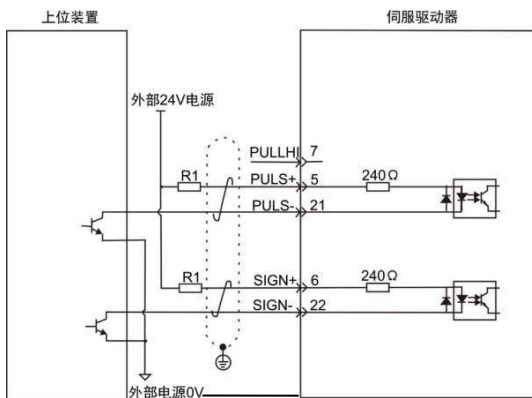 上位装置
伺服驱动器
外部24V电源
PULLHI 7
R1 PULS+ 5 240Ω
PULS- 21
R1 SIGN+ 6 240Ω
SIGN- 22
外部电源0V